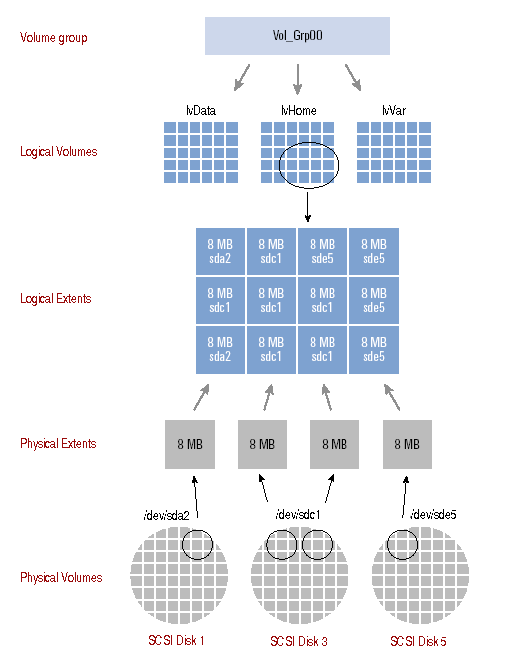 Volume group
Vol_Grp00
lvData
lvHome
lvVar
Logical Volumes
8 MB
sda2
8 MB
sdc1
8 MB
sde5
8 MB
sde5
Logical Extents
8 MB
sdc1
8 MB
sdc1
8 MB
sdc1
8 MB
sde5
8 MB
sda2
8 MB
sdc1
8 MB
sdc1
8 MB
sde5
Physical Extents
8 MB
8 MB
8 MB
8 MB
/dev/sda2
/dev/sdc1
/dev/sde5
Physical Volumes
SCSI Disk 1
SCSI Disk 3
SCSI Disk 5